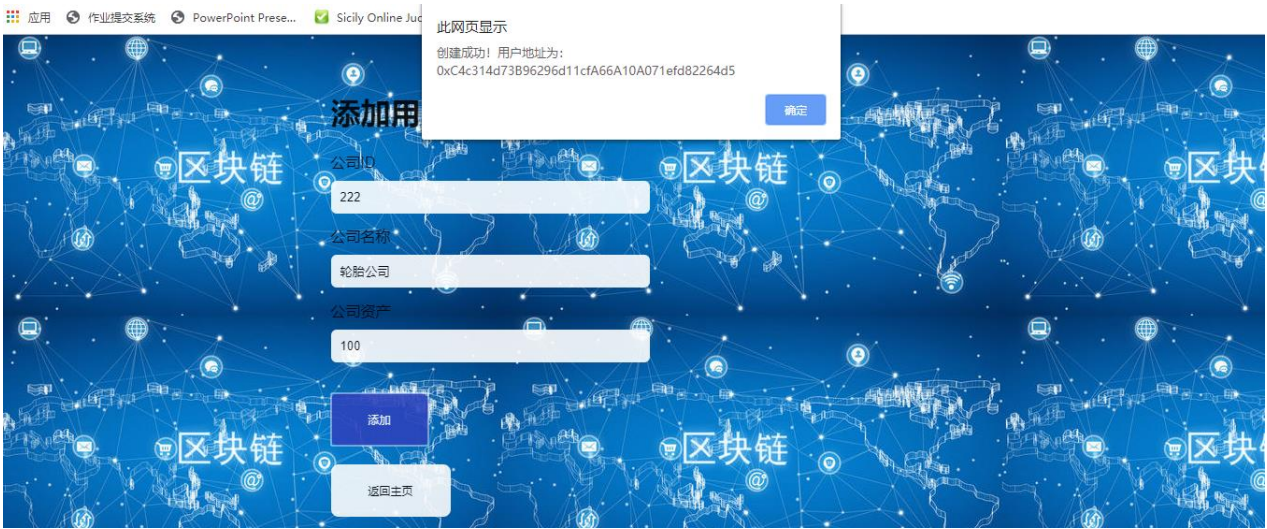 应用 作业提交系统 PowerPoint Prese... Sicily Online Juc
此网页显示
创建成功！用户地址为：
0xC4c314d73B96296d11cfA66A10A071efd82264d5
确定
添加用
公司ID
222
公司名称
轮胎公司
公司资产
100
添加
返回主页
区块链 区块链 区块
区块链 区块链 区块